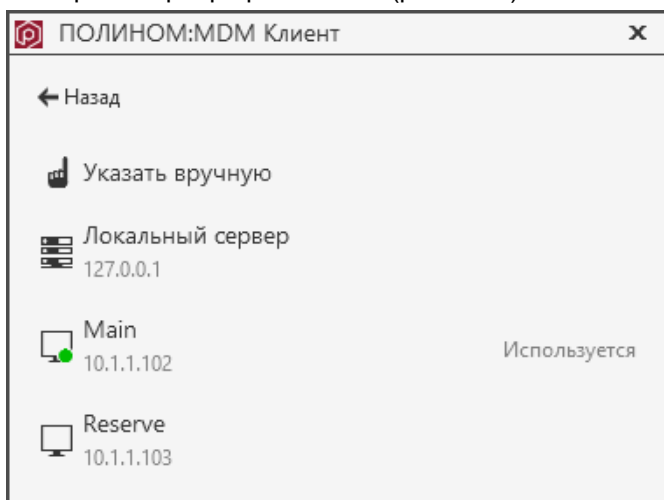 ПОЛИНОМ:MDM Клиент
Назад
Указать вручную
Локальный сервер
127.0.0.1
Main
10.1.1.102
Используется
Reserve
10.1.1.103